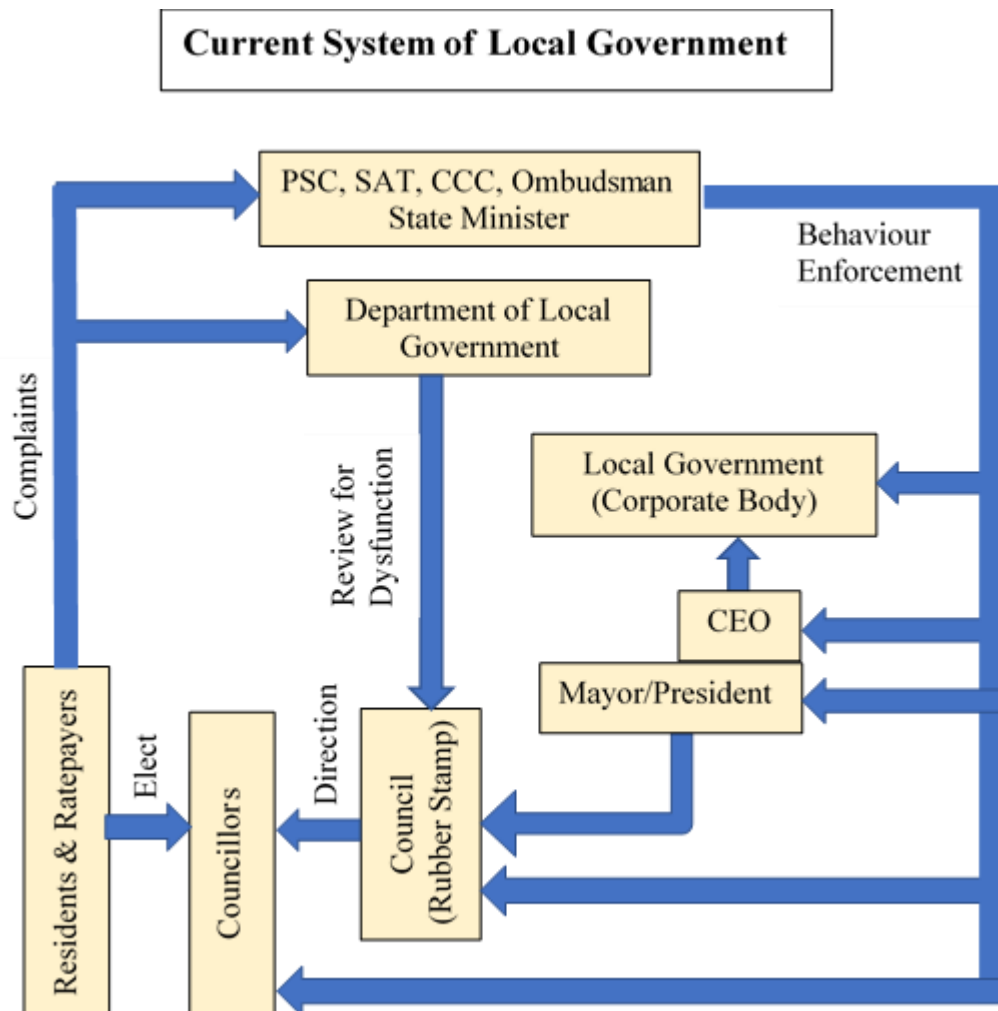 Current System of Local Government
PSC, SAT, CCC, Ombudsman
State Minister
Behaviour
Enforcement
Department of Local
Government
Complaints
Review for
Dysfunction
Local Government
(Corporate Body)
CEO
Mayor/President
Residents & Ratepayers
Elect
Councillors
Direction
Council
(Rubber Stamp)